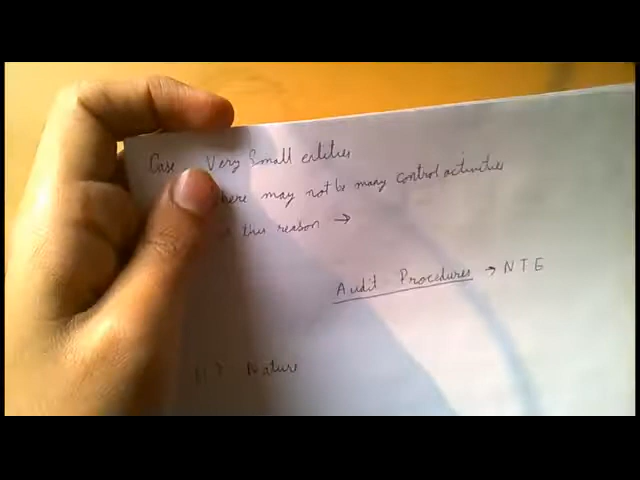 Case Very Small entities
here may not be many control activities
this reason →
Audit Procedures → NTE
Nature